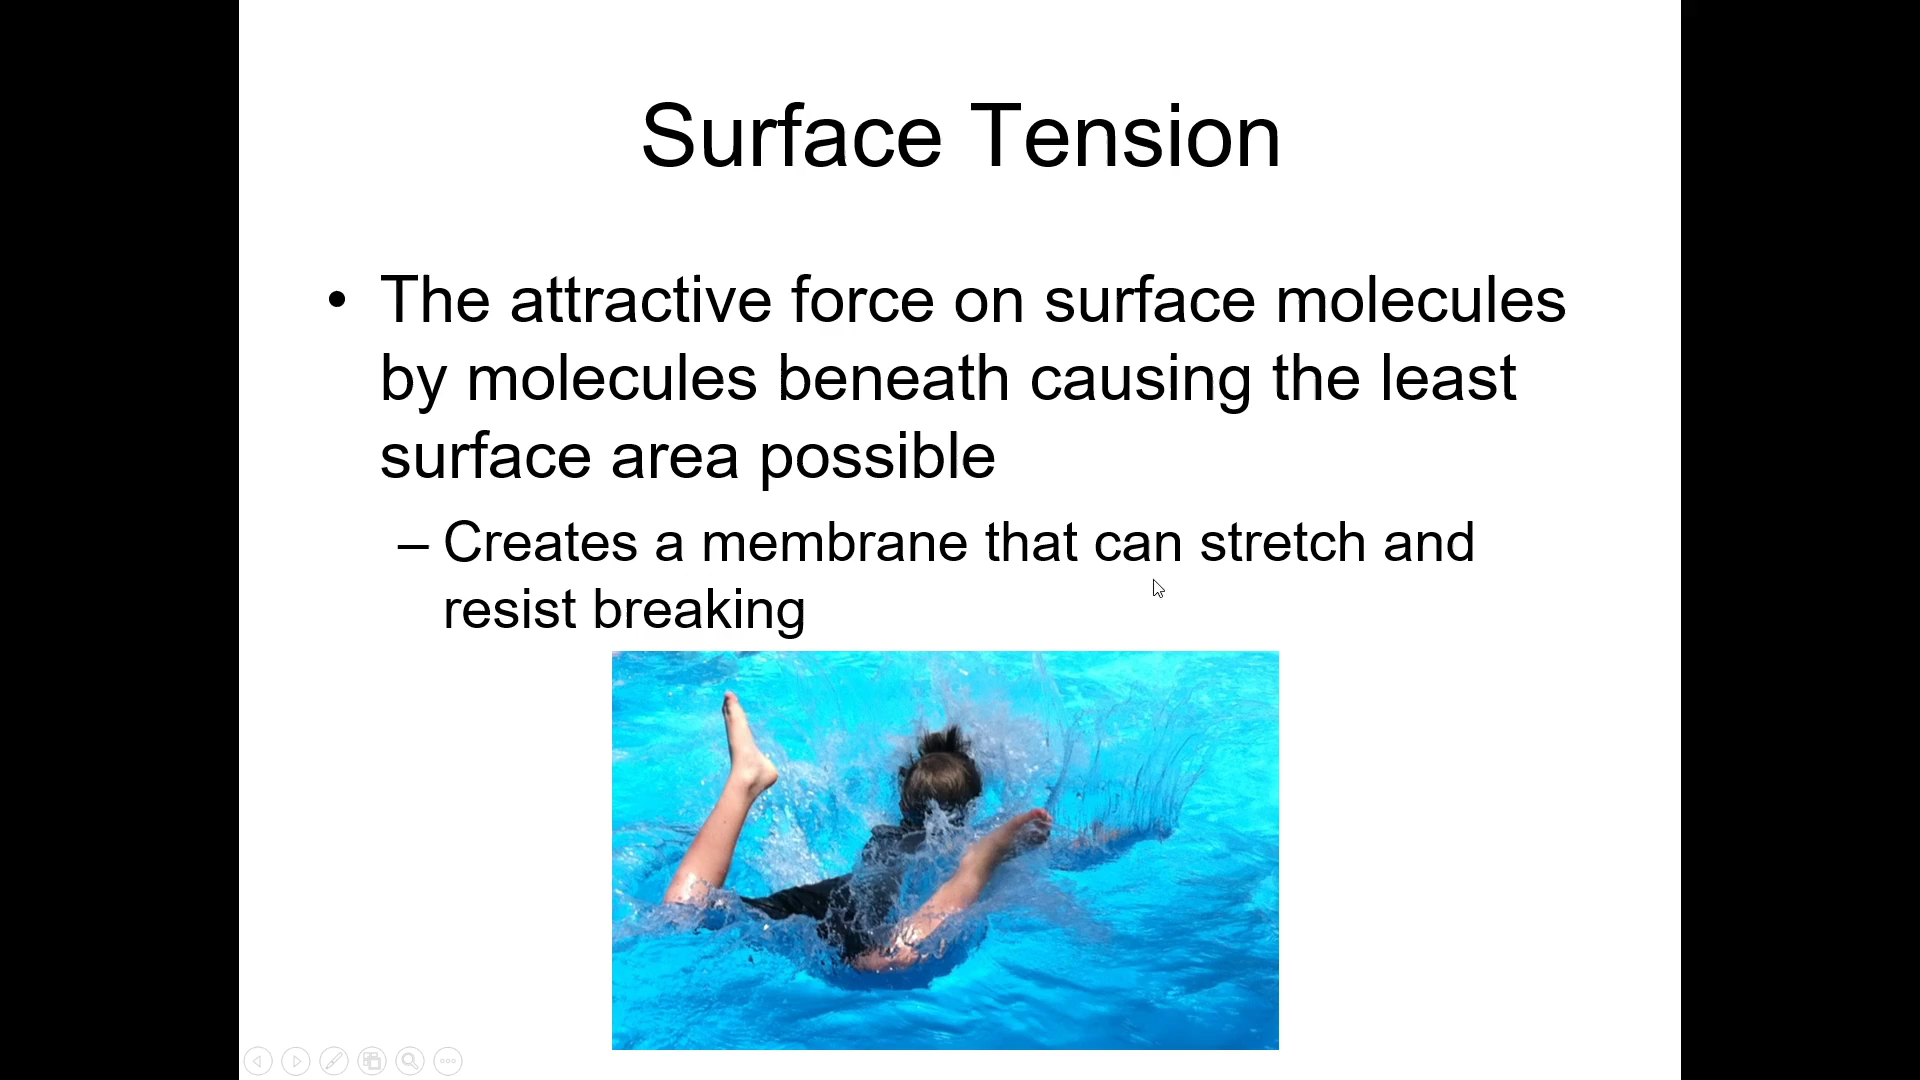 Surface Tension
• The attractive force on surface molecules
by molecules beneath causing the least
surface area possible
– Creates a membrane that can stretch and
resist breaking